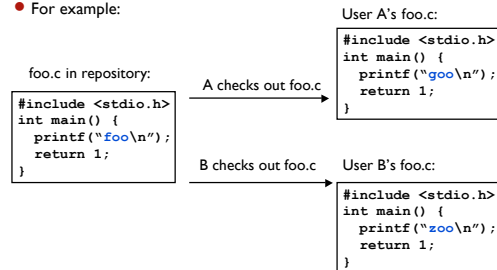 • For example:
foo.c in repository:
#include <stdio.h>
int main() {
printf(“foo\n”);
return 1;
}
A checks out foo.c
User A’s foo.c:
#include <stdio.h>
int main() {
printf(“goo\n”);
return 1;
}
B checks out foo.c
User B’s foo.c:
#include <stdio.h>
int main() {
printf(“zoo\n”);
return 1;
}